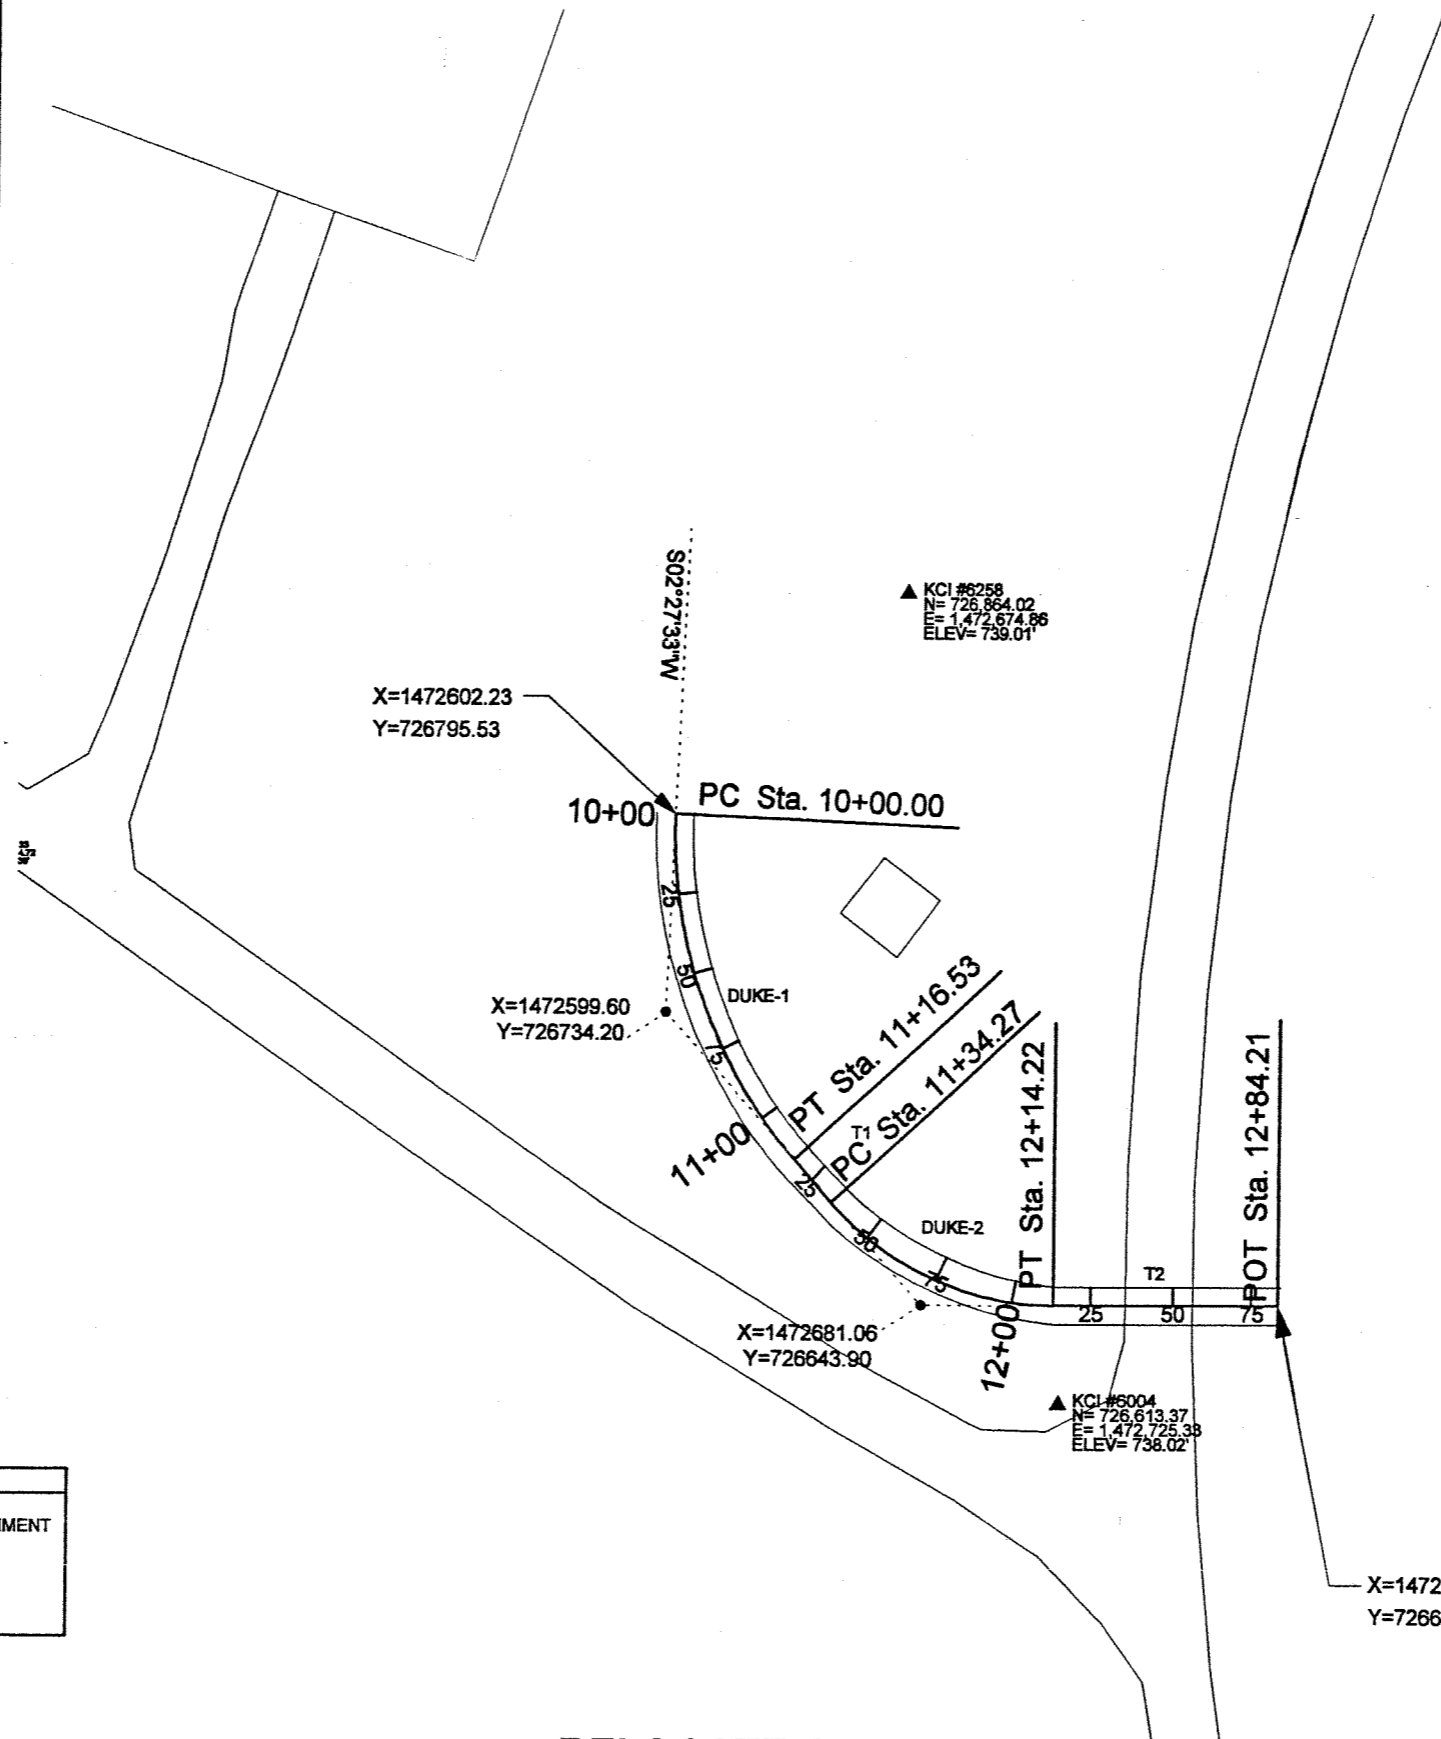 S02°27'33"W
KCI #6258
N= 726,864.02
E= 1,472,674.86
ELEV= 739.01'
X=1472602.23
Y=726795.53
10+00
PC Sta. 10+00.00
25
50
DUKE-1
X=1472599.60
Y=726734.20
75
11+00
PT Sta. 11+16.53
T1
PC Sta. 11+34.27
25
50
DUKE-2
75
X=1472681.06
Y=726643.90
12+00
PT Sta. 12+14.22
T2
25
50
75
POT Sta. 12+84.21
KCI #6004
N= 726,613.37
E= 1,472,725.33
ELEV= 738.02'
X=1472
Y=7266